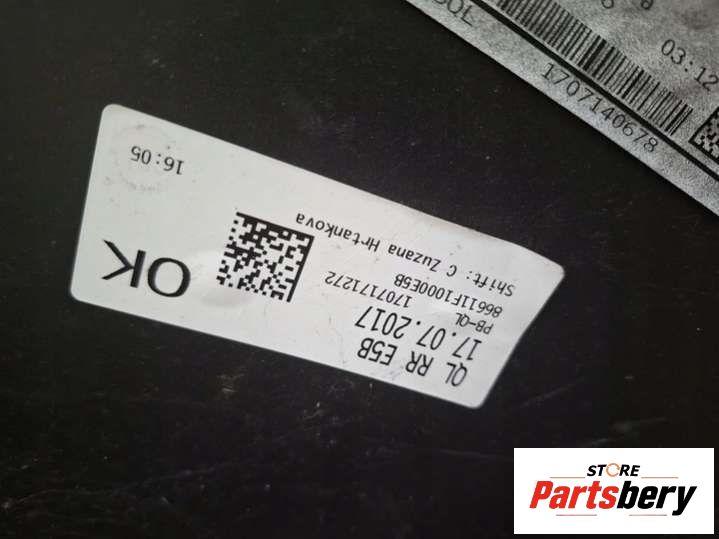 QL RR E5B
17.07.2017
PB-QL 1707171272
86611F1000E5B
Shift: C Zuzana Hrtankova
OK
16:05
03:12
1707140678
STORE
Partsbery